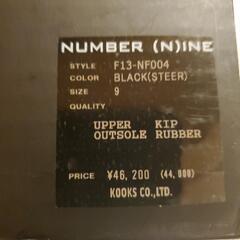 NUMBER (N)INE
STYLE F13-NF004
COLOR BLACK(STEER)
SIZE 9
QUALITY
UPPER KIP
OUTSOLE RUBBER
PRICE ¥46,200 (44,000)
KOOKS CO.,LTD.